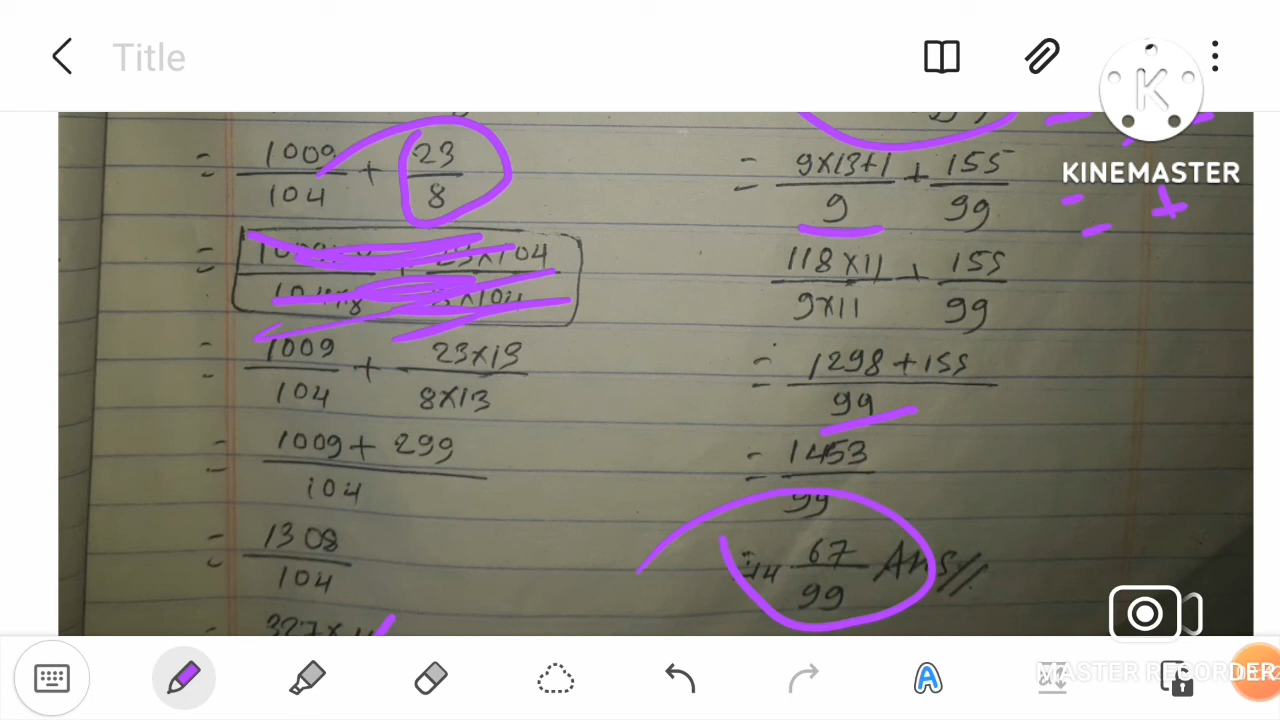 Title
KINEMASTER
= 1009/104 + 23/8
= 1009/104 + 23×13/8×13
= 1009 + 299/104
= 1308/104
= 9×13+1/9 + 155/99
118×11/9×11 + 155/99
= 1298 + 155/99
= 1453/99
= 14 67/99 Ans//
MASTER RECORDER